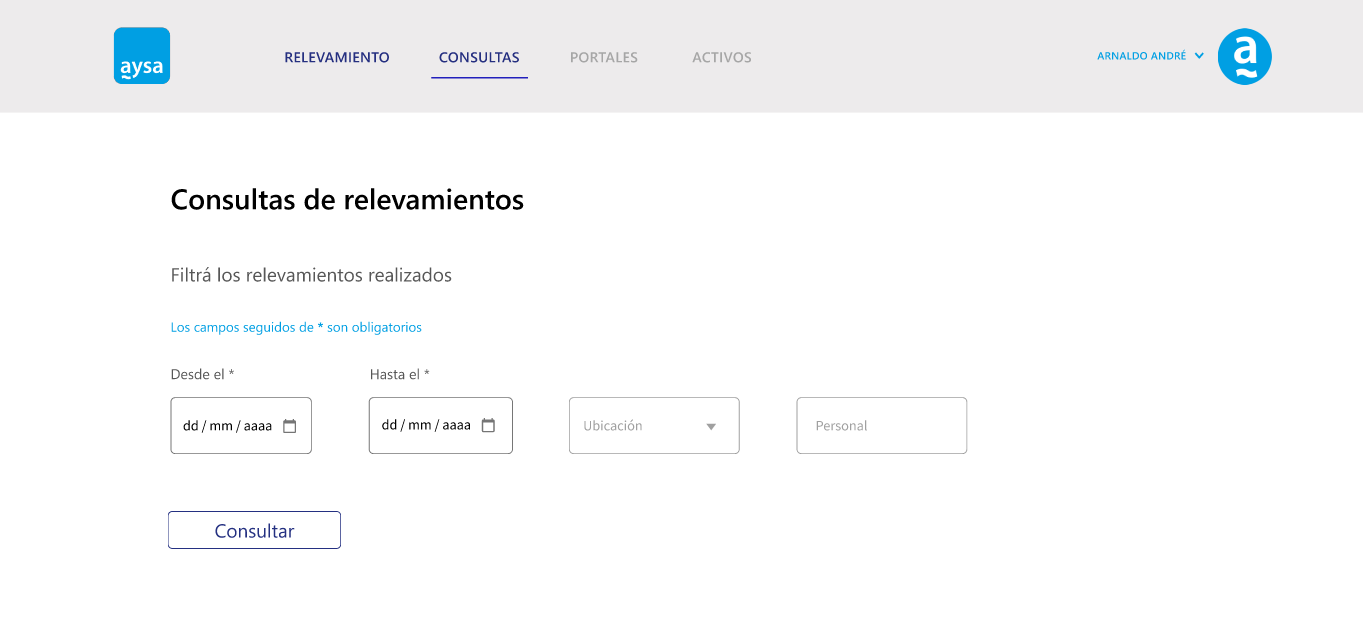 aysa
RELEVAMIENTO CONSULTAS PORTALES ACTIVOS
ARNALDO ANDRÉ
a
Consultas de relevamientos
Filtrá los relevamientos realizados
Los campos seguidos de * son obligatorios
Desde el * Hasta el *
dd / mm / aaaa dd / mm / aaaa Ubicación Personal
Consultar